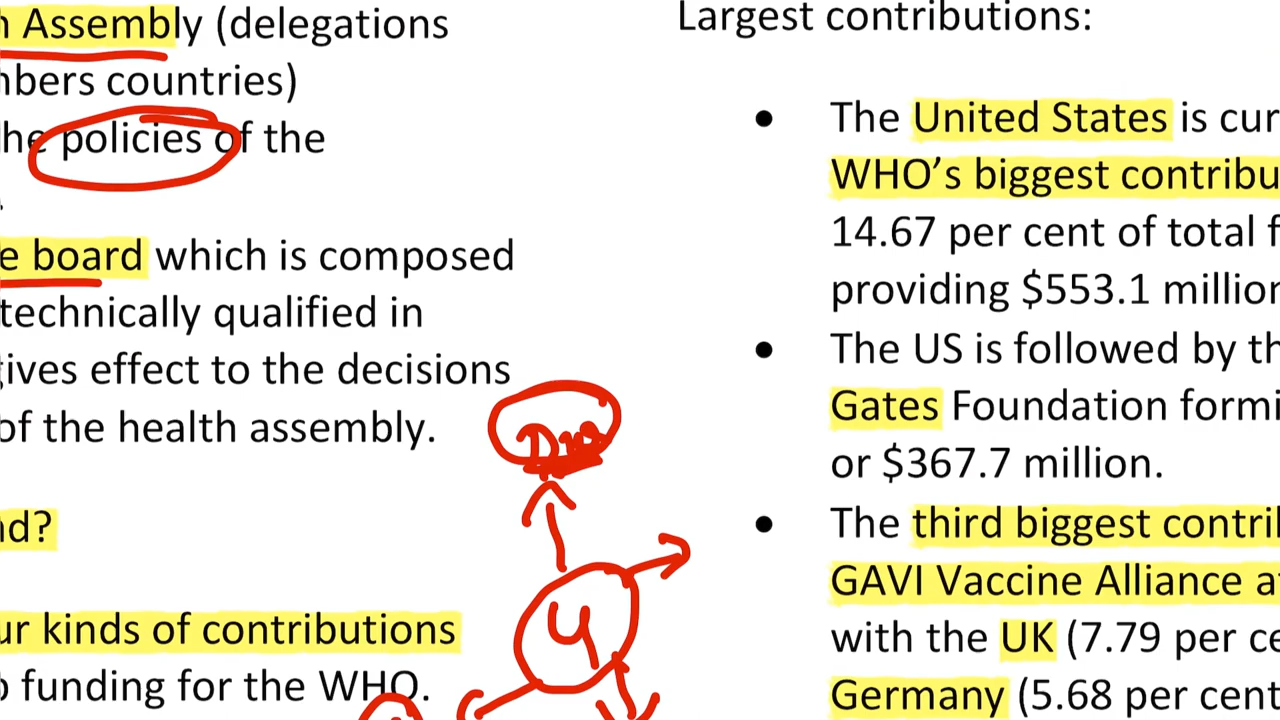 h Assembly (delegations
mbers countries)
he policies of the
e board which is composed
technically qualified in
ives effect to the decisions
of the health assembly.
nd?
ur kinds of contributions
o funding for the WHO.
Dues
4
Largest contributions:
• The United States is cur
WHO’s biggest contribu
14.67 per cent of total f
providing $553.1 million
• The US is followed by th
Gates Foundation formi
or $367.7 million.
• The third biggest contri
GAVI Vaccine Alliance a
with the UK (7.79 per ce
Germany (5.68 per cent